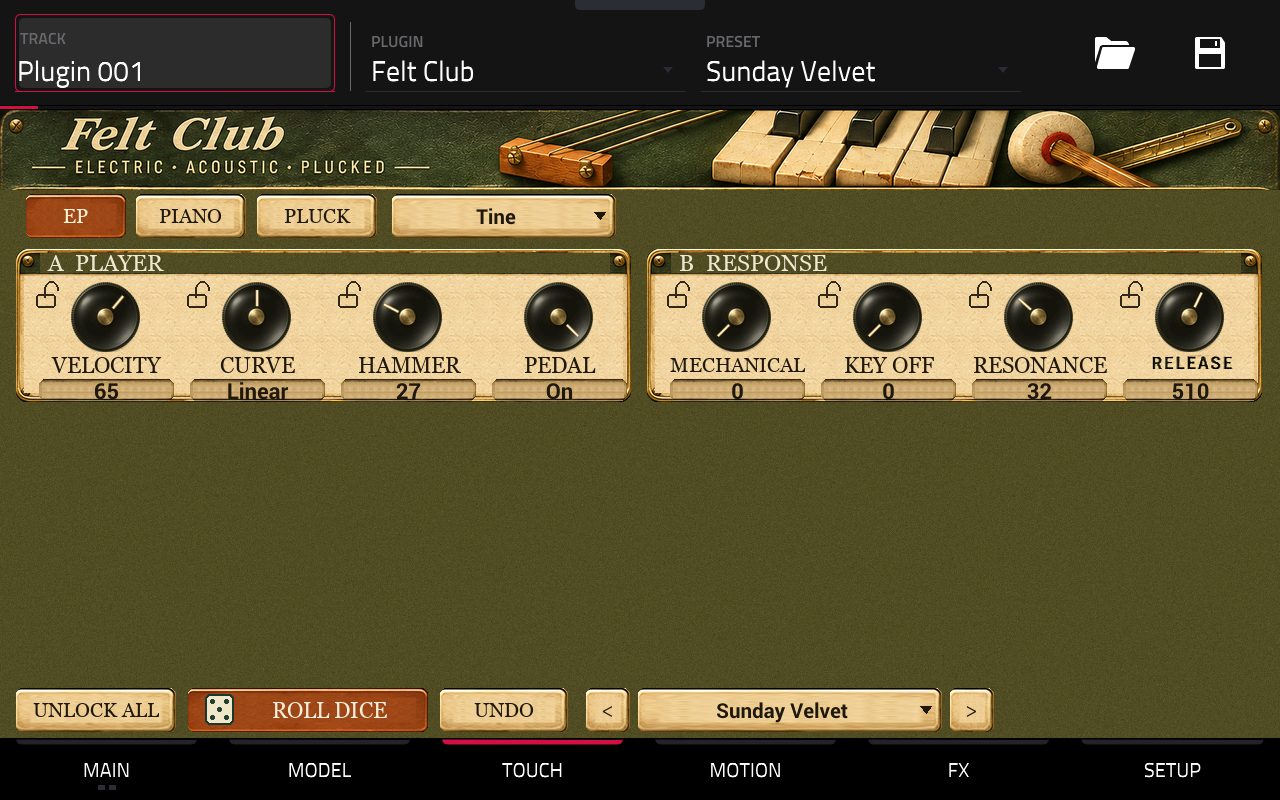 TRACK
Plugin 001
PLUGIN
Felt Club
PRESET
Sunday Velvet
Felt Club
ELECTRIC · ACOUSTIC · PLUCKED
EP
PIANO
PLUCK
Tine
A PLAYER
VELOCITY
CURVE
HAMMER
PEDAL
65
Linear
27
On
B RESPONSE
MECHANICAL
KEY OFF
RESONANCE
RELEASE
0
0
32
510
UNLOCK ALL
ROLL DICE
UNDO
<
Sunday Velvet
>
MAIN
MODEL
TOUCH
MOTION
FX
SETUP